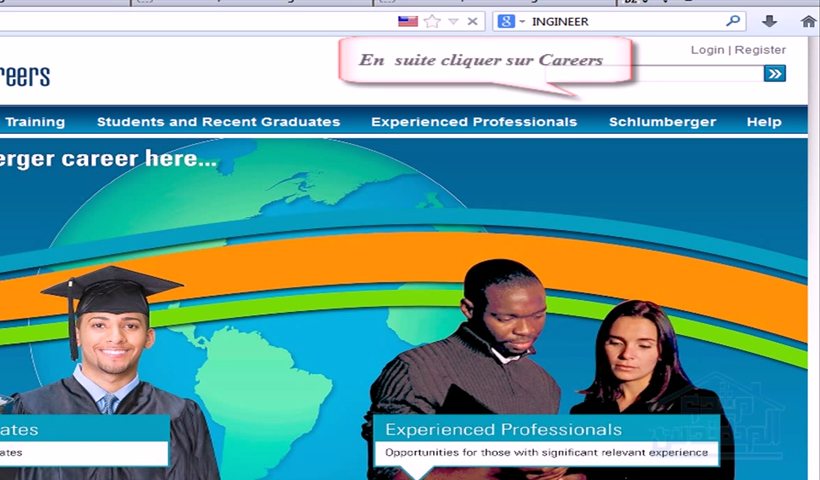 INGINEER
En suite cliquer sur Careers
Login | Register
reers
Training
Students and Recent Graduates
Experienced Professionals
Schlumberger
Help
erger career here...
ates
ates
Experienced Professionals
Opportunities for those with significant relevant experience